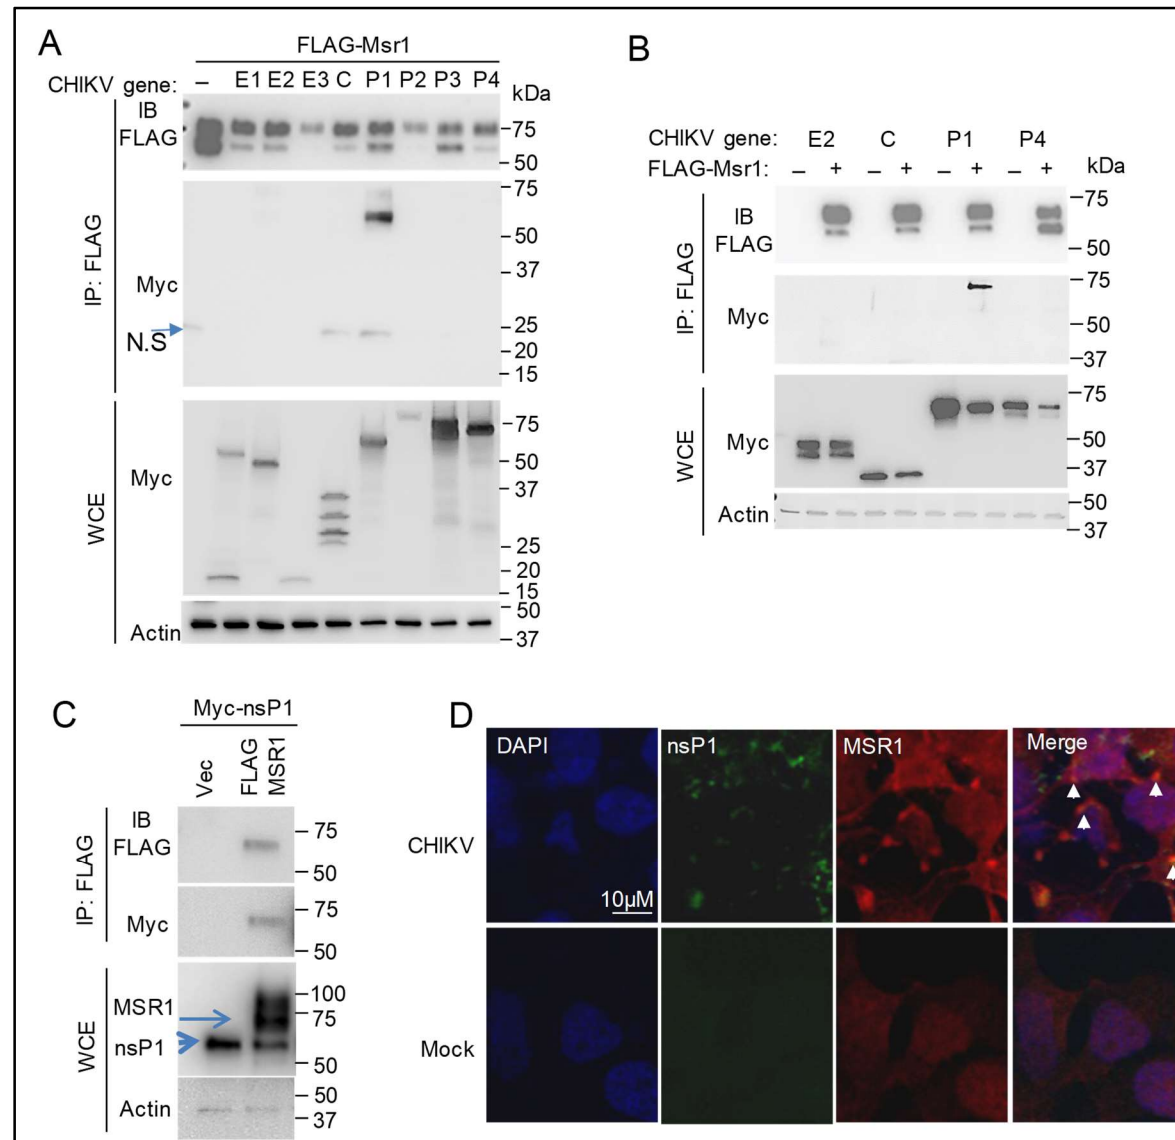 A
FLAG-Msr1
CHIKV gene: – E1 E2 E3 C P1 P2 P3 P4
kDa
IP: FLAG
IB
FLAG
75
50
Myc
N.S
75
50
37
25
20
15
WCE
Myc
75
50
37
25
20
15
Actin
50
37
B
CHIKV gene: E2 C P1 P4
FLAG-Msr1: – + – + – + – +
kDa
IP: FLAG
IB
FLAG
75
50
Myc
75
50
37
WCE
Myc
75
50
37
Actin
50
37
C
Myc-nsP1
Vec
FLAG
MSR1
IP: FLAG
IB
FLAG
75
50
Myc
75
50
WCE
MSR1
nsP1
100
75
50
Actin
50
37
D
DAPI nsP1 MSR1 Merge
CHIKV
10µM
Mock